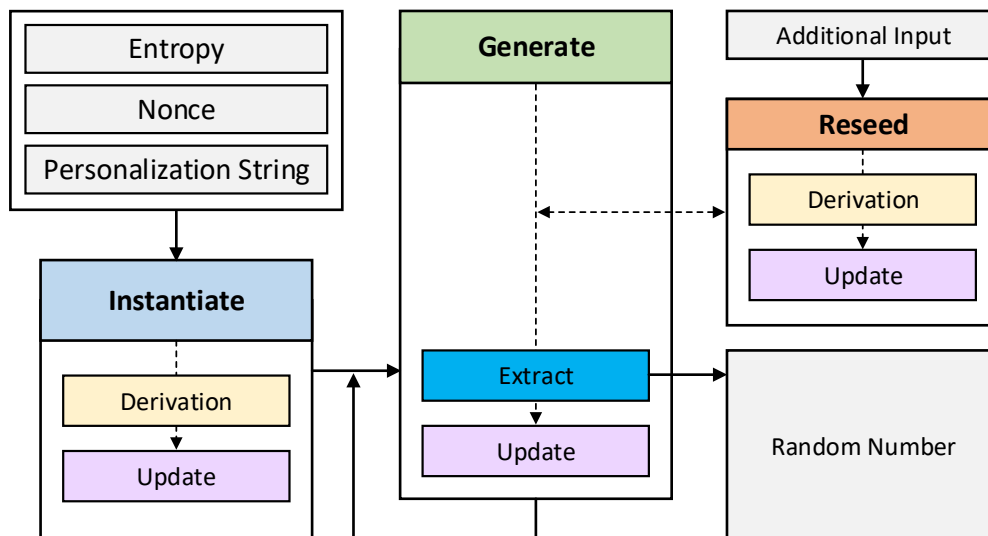 Entropy
Nonce
Personalization String
Instantiate
Derivation
Update
Generate
Extract
Update
Additional Input
Reseed
Derivation
Update
Random Number